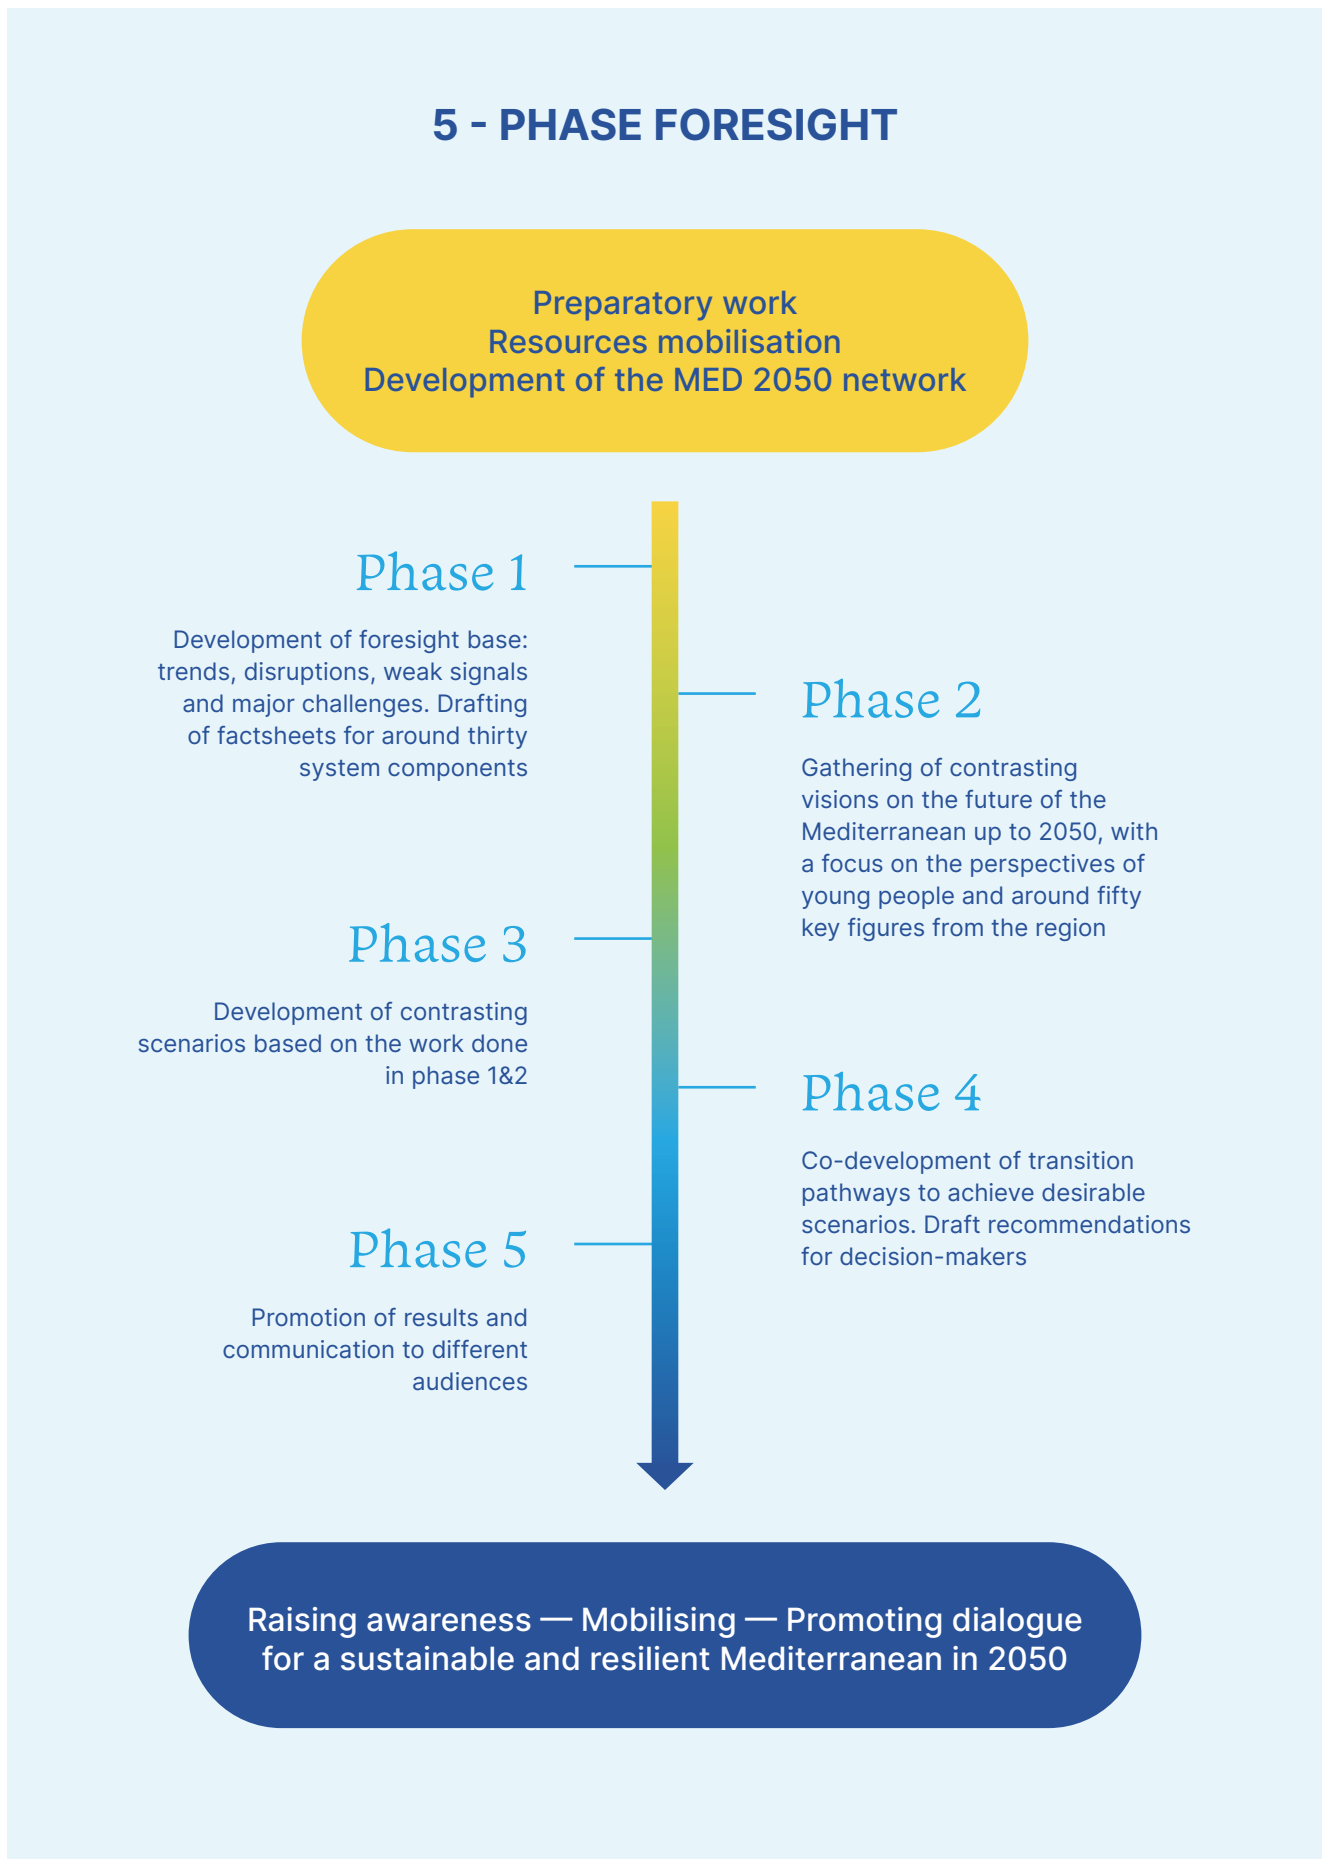 5 - PHASE FORESIGHT
Preparatory work
Resources mobilisation
Development of the MED 2050 network
Phase 1
Development of foresight base:
trends, disruptions, weak signals
and major challenges. Drafting
of factsheets for around thirty
system components
Phase 2
Gathering of contrasting
visions on the future of the
Mediterranean up to 2050, with
a focus on the perspectives of
young people and around fifty
key figures from the region
Phase 3
Development of contrasting
scenarios based on the work done
in phase 1&2
Phase 4
Co-development of transition
pathways to achieve desirable
scenarios. Draft recommendations
for decision-makers
Phase 5
Promotion of results and
communication to different
audiences
Raising awareness — Mobilising — Promoting dialogue
for a sustainable and resilient Mediterranean in 2050